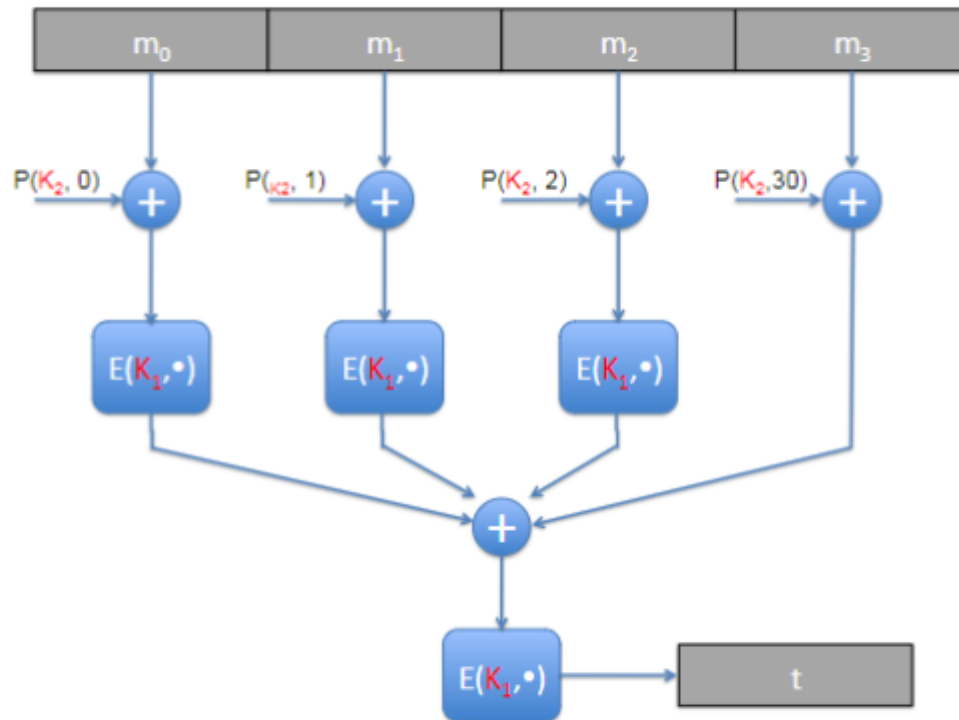 m₀ m₁ m₂ m₃
P(K₂, 0) P(K2, 1) P(K₂, 2) P(K₂,30)
+ + + +
E(K₁,•) E(K₁,•) E(K₁,•)
+
E(K₁,•) t